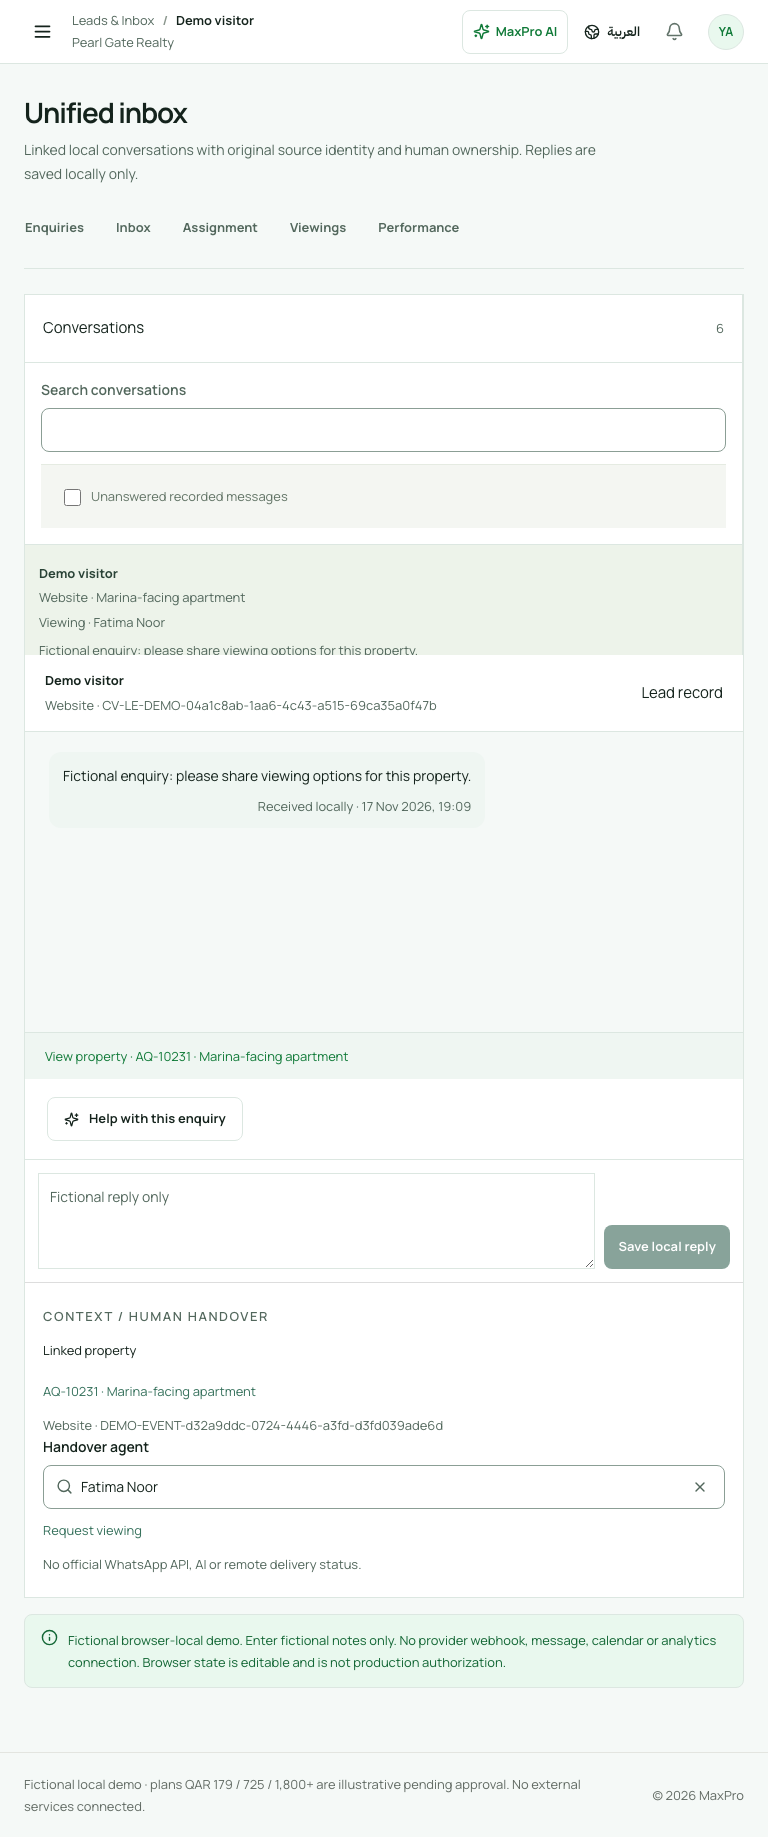 Leads & Inbox / Demo visitor
Pearl Gate Realty
MaxPro AI
العربية
YA
Unified inbox
Linked local conversations with original source identity and human ownership. Replies are
saved locally only.
Enquiries Inbox Assignment Viewings Performance
Conversations 6
Search conversations
Unanswered recorded messages
Demo visitor
Website · Marina-facing apartment
Viewing · Fatima Noor
Fictional enquiry: please share viewing options for this property.
Demo visitor
Website · CV-LE-DEMO-04a1c8ab-1aa6-4c43-a515-69ca35a0f47b
Lead record
Fictional enquiry: please share viewing options for this property.
Received locally · 17 Nov 2026, 19:09
View property · AQ-10231 · Marina-facing apartment
Help with this enquiry
Fictional reply only
Save local reply
CONTEXT / HUMAN HANDOVER
Linked property
AQ-10231 · Marina-facing apartment
Website · DEMO-EVENT-d32a9ddc-0724-4446-a3fd-d3fd039ade6d
Handover agent
Fatima Noor
Request viewing
No official WhatsApp API, AI or remote delivery status.
Fictional browser-local demo. Enter fictional notes only. No provider webhook, message, calendar or analytics
connection. Browser state is editable and is not production authorization.
Fictional local demo · plans QAR 179 / 725 / 1,800+ are illustrative pending approval. No external
services connected.
© 2026 MaxPro